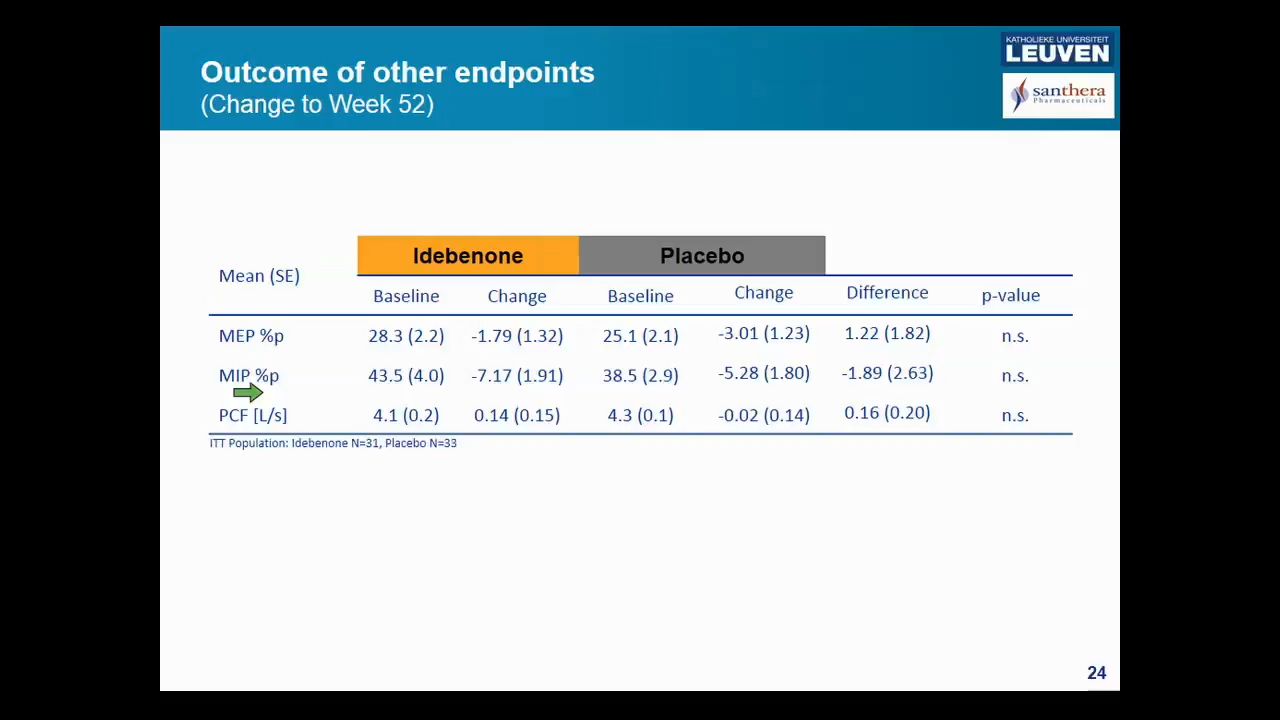 Outcome of other endpoints
(Change to Week 52)
KATHOLIEKE UNIVERSITEIT
LEUVEN
santhera
Pharmaceuticals
Idebenone Placebo
Mean (SE)
Baseline Change Baseline Change Difference p-value
MEP %p 28.3 (2.2) -1.79 (1.32) 25.1 (2.1) -3.01 (1.23) 1.22 (1.82) n.s.
MIP %p 43.5 (4.0) -7.17 (1.91) 38.5 (2.9) -5.28 (1.80) -1.89 (2.63) n.s.
PCF [L/s] 4.1 (0.2) 0.14 (0.15) 4.3 (0.1) -0.02 (0.14) 0.16 (0.20) n.s.
ITT Population: Idebenone N=31, Placebo N=33
24